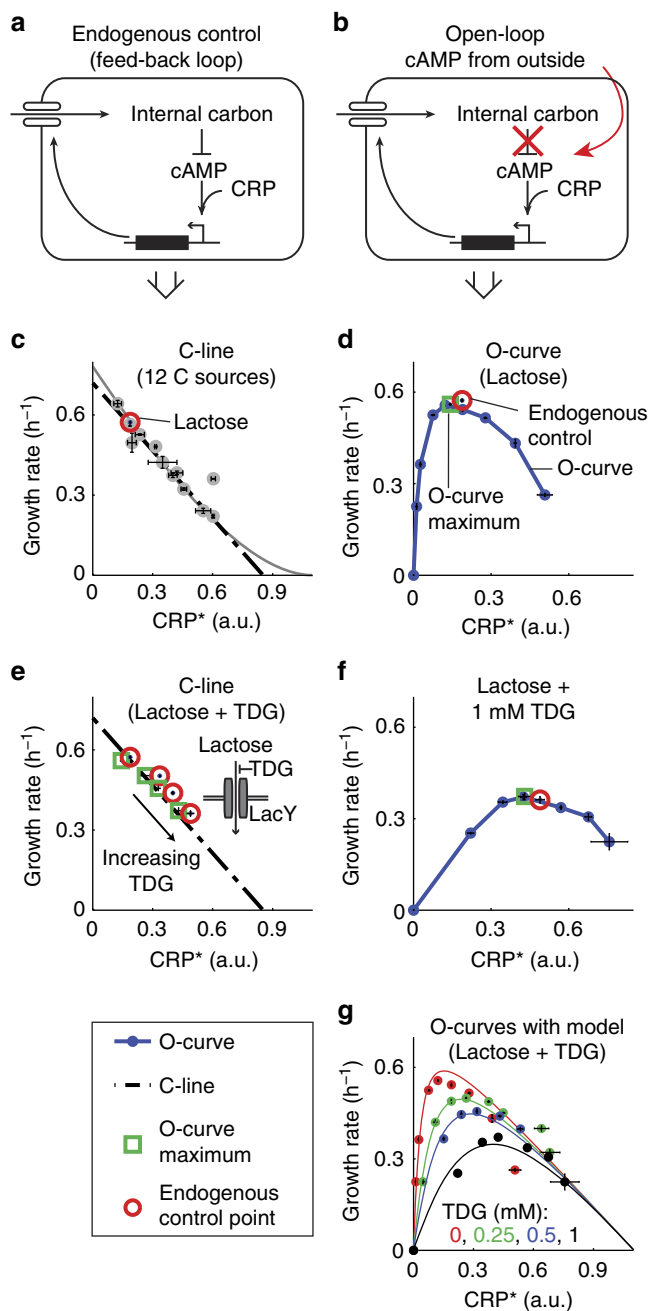 a
Endogenous control
(feed-back loop)
Internal carbon
cAMP
CRP
b
Open-loop
cAMP from outside
Internal carbon
cAMP
CRP
c
C-line
(12 C sources)
Lactose
Growth rate (h⁻¹)
0.6
0.3
0
0 0.3 0.6 0.9
CRP* (a.u.)
d
O-curve
(Lactose)
Endogenous
control
O-curve
O-curve
maximum
Growth rate (h⁻¹)
0.6
0.3
0
0 0.3 0.6
CRP* (a.u.)
e
C-line
(Lactose + TDG)
Lactose
TDG
LacY
Increasing
TDG
Growth rate (h⁻¹)
0.6
0.3
0
0 0.3 0.6 0.9
CRP* (a.u.)
f
Lactose +
1 mM TDG
Growth rate (h⁻¹)
0.6
0.3
0
0 0.3 0.6
CRP* (a.u.)
O-curve
C-line
O-curve
maximum
Endogenous
control point
g
O-curves with model
(Lactose + TDG)
Growth rate (h⁻¹)
0.6
0.3
0
TDG (mM):
0, 0.25, 0.5, 1
0 0.3 0.6 0.9
CRP* (a.u.)